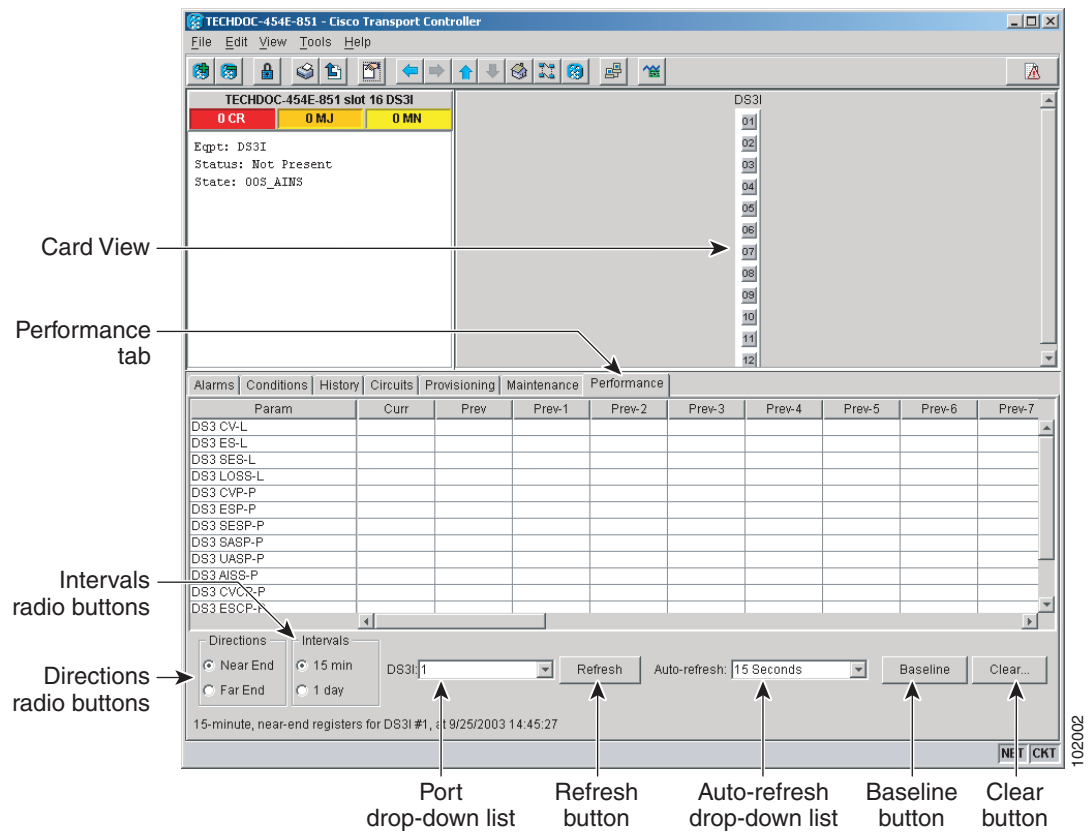 TECHDOC-454E-851 - Cisco Transport Controller
File Edit View Tools Help
TECHDOC-454E-851 slot 16 DS3I
0 CR 0 MJ 0 MN
Eqpt: DS3I
Status: Not Present
State: OOS_AINS
DS3I
01
02
03
04
05
06
07
08
09
10
11
12
Card View
Performance
tab
Alarms Conditions History Circuits Provisioning Maintenance Performance
Param Curr Prev Prev-1 Prev-2 Prev-3 Prev-4 Prev-5 Prev-6 Prev-7
DS3 CV-L
DS3 ES-L
DS3 SES-L
DS3 LOSS-L
DS3 CVP-P
DS3 ESP-P
DS3 SESP-P
DS3 SASP-P
DS3 UASP-P
DS3 AISS-P
DS3 CVCP-P
DS3 ESCP-P
Intervals
radio buttons
Directions
radio buttons
Directions Intervals
Near End 15 min
Far End 1 day
DS3I: 1 Refresh Auto-refresh: 15 Seconds Baseline Clear...
15-minute, near-end registers for DS3I #1, at 9/25/2003 14:45:27
NET CKT
102002
Port
drop-down list
Refresh
button
Auto-refresh
drop-down list
Baseline
button
Clear
button